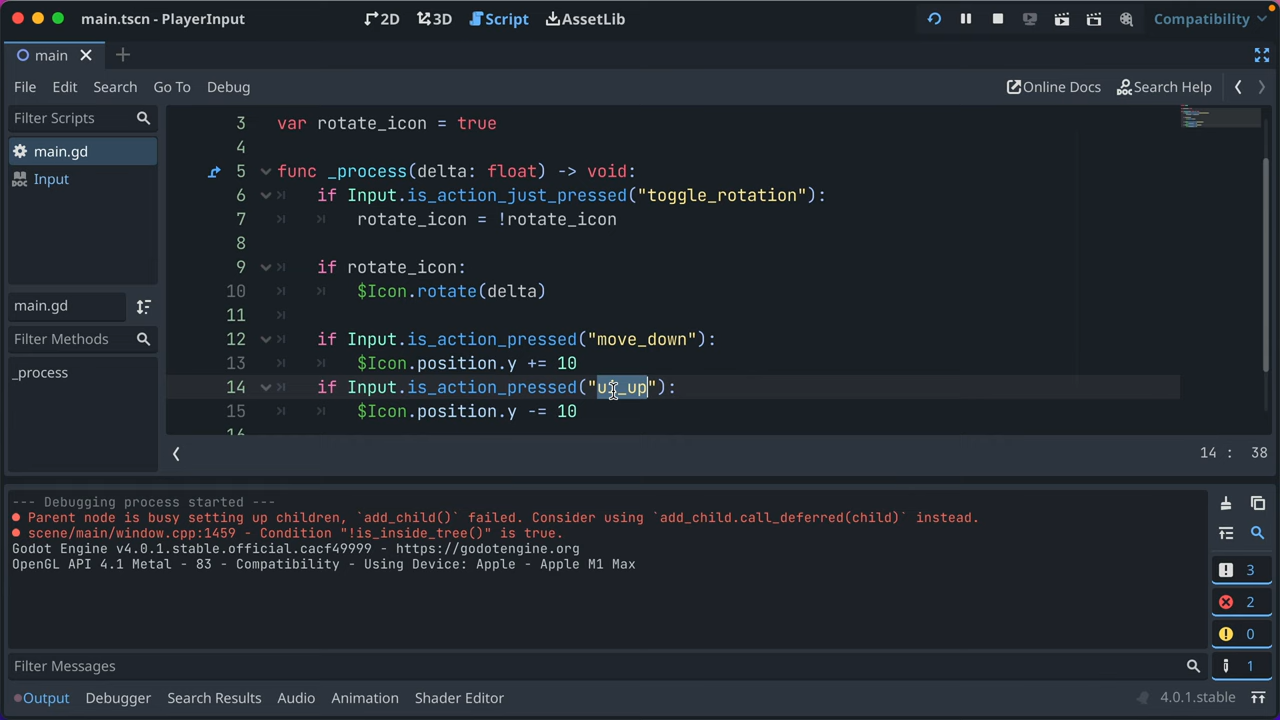 main.tscn - PlayerInput
2D
3D
Script
AssetLib
Compatibility
main
File Edit Search Go To Debug
Online Docs
Search Help
Filter Scripts
main.gd
Input
main.gd
Filter Methods
_process
3 var rotate_icon = true
4
5 func _process(delta: float) -> void:
6 if Input.is_action_just_pressed("toggle_rotation"):
7 rotate_icon = !rotate_icon
8
9 if rotate_icon:
10 $Icon.rotate(delta)
11
12 if Input.is_action_pressed("move_down"):
13 $Icon.position.y += 10
14 if Input.is_action_pressed("ui_up"):
15 $Icon.position.y -= 10
16
14 : 38
--- Debugging process started ---
Parent node is busy setting up children, `add_child()` failed. Consider using `add_child.call_deferred(child)` instead.
scene/main/window.cpp:1459 - Condition "!is_inside_tree()" is true.
Godot Engine v4.0.1.stable.official.cacf49999 - https://godotengine.org
OpenGL API 4.1 Metal - 83 - Compatibility - Using Device: Apple - Apple M1 Max
3
2
0
1
Filter Messages
Output Debugger Search Results Audio Animation Shader Editor
4.0.1.stable